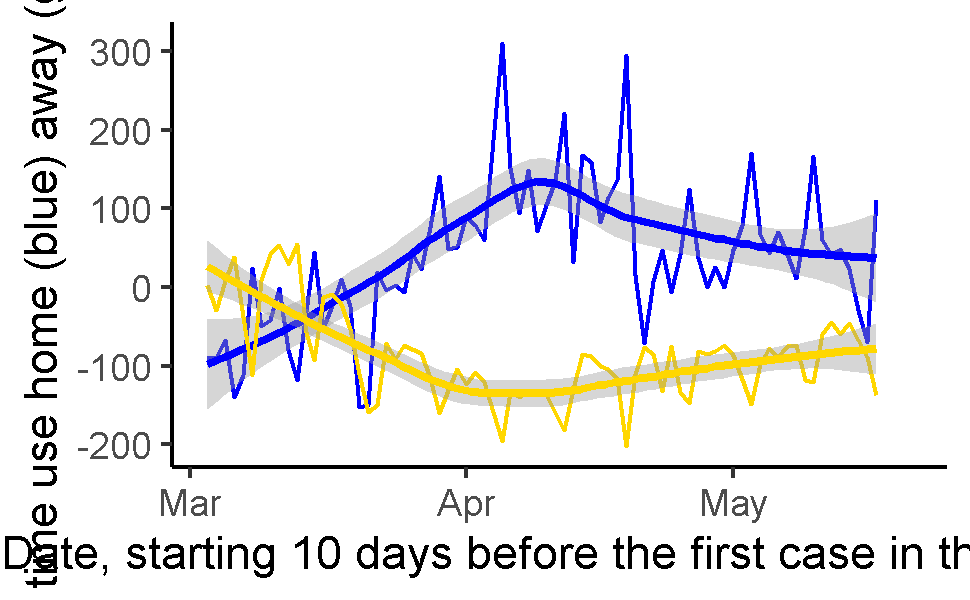 time use home (blue) away (
300
200
100
0
-100
-200
Mar Apr May
Date, starting 10 days before the first case in th